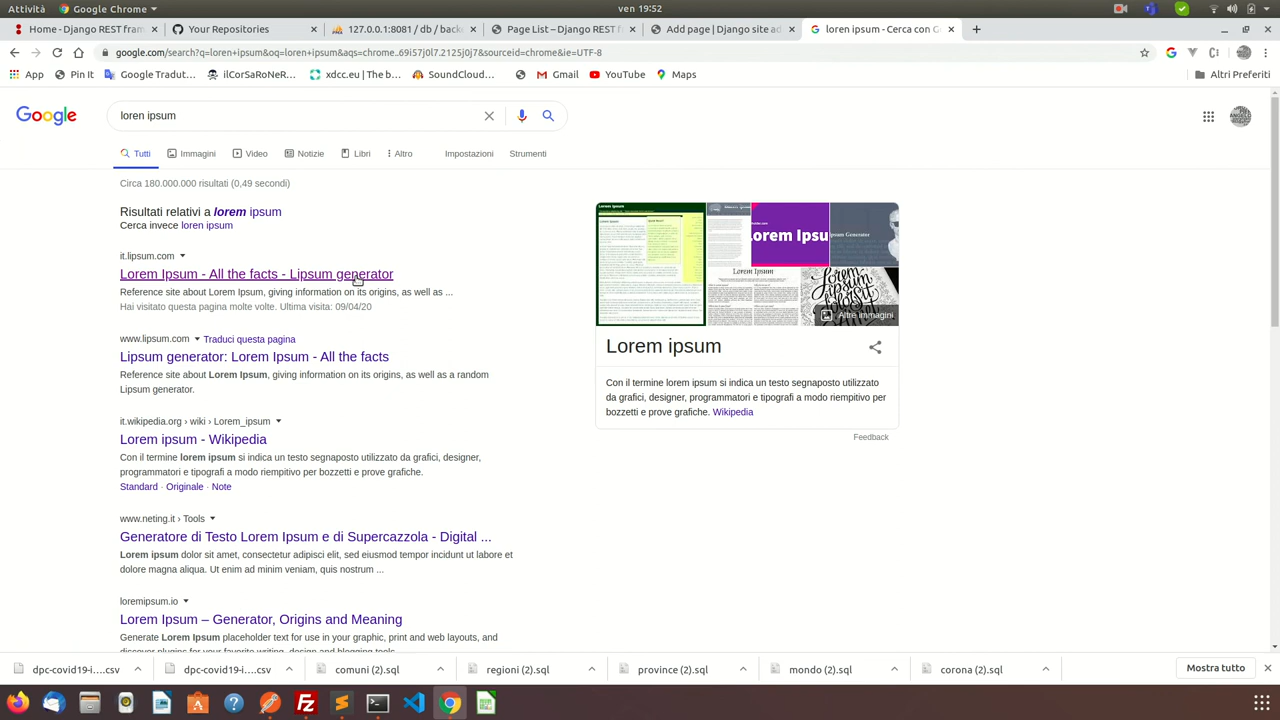 Attività
Google Chrome
ven 19:52
Home - Django REST fram
Your Repositories
127.0.0.1:8081 / db / backe
Page List – Django REST f
Add page | Django site ad
loren ipsum - Cerca con G
google.com/search?q=loren+ipsum&oq=loren+ipsum&aqs=chrome..69i57j0l7.2125j0j7&sourceid=chrome&ie=UTF-8
App
Pin It
Google Tradut...
ilCorSaRoNeR...
xdcc.eu | The b...
SoundCloud...
Gmail
YouTube
Maps
Altri Preferiti
Google
loren ipsum
Tutti
Immagini
Video
Notizie
Libri
Altro
Impostazioni
Strumenti
Circa 180.000.000 risultati (0,49 secondi)
Risultati relativi a lorem ipsum
Cerca invece loren ipsum
it.lipsum.com
Lorem Ipsum - All the facts - Lipsum generator
Reference site about Lorem Ipsum, giving information on its origins, as well as ...
Hai visitato questa pagina molte volte. Ultima visita: 09/04/20
www.lipsum.com
Traduci questa pagina
Lipsum generator: Lorem Ipsum - All the facts
Reference site about Lorem Ipsum, giving information on its origins, as well as a random
Lipsum generator.
it.wikipedia.org › wiki › Lorem_ipsum
Lorem ipsum - Wikipedia
Con il termine lorem ipsum si indica un testo segnaposto utilizzato da grafici, designer,
programmatori e tipografi a modo riempitivo per bozzetti e prove grafiche.
Standard · Originale · Note
www.neting.it › Tools
Generatore di Testo Lorem Ipsum e di Supercazzola - Digital ...
Lorem ipsum dolor sit amet, consectetur adipisci elit, sed eiusmod tempor incidunt ut labore et
dolore magna aliqua. Ut enim ad minim veniam, quis nostrum ...
loremipsum.io
Lorem Ipsum – Generator, Origins and Meaning
Generate Lorem Ipsum placeholder text for use in your graphic, print and web layouts, and
discover plugins for your favorite writing, design and blogging tools.
Altre immagini
Lorem ipsum
Con il termine lorem ipsum si indica un testo segnaposto utilizzato
da grafici, designer, programmatori e tipografi a modo riempitivo per
bozzetti e prove grafiche. Wikipedia
Feedback
dpc-covid19-i....csv
dpc-covid19-i....csv
comuni (2).sql
regioni (2).sql
province (2).sql
mondo (2).sql
corona (2).sql
Mostra tutto